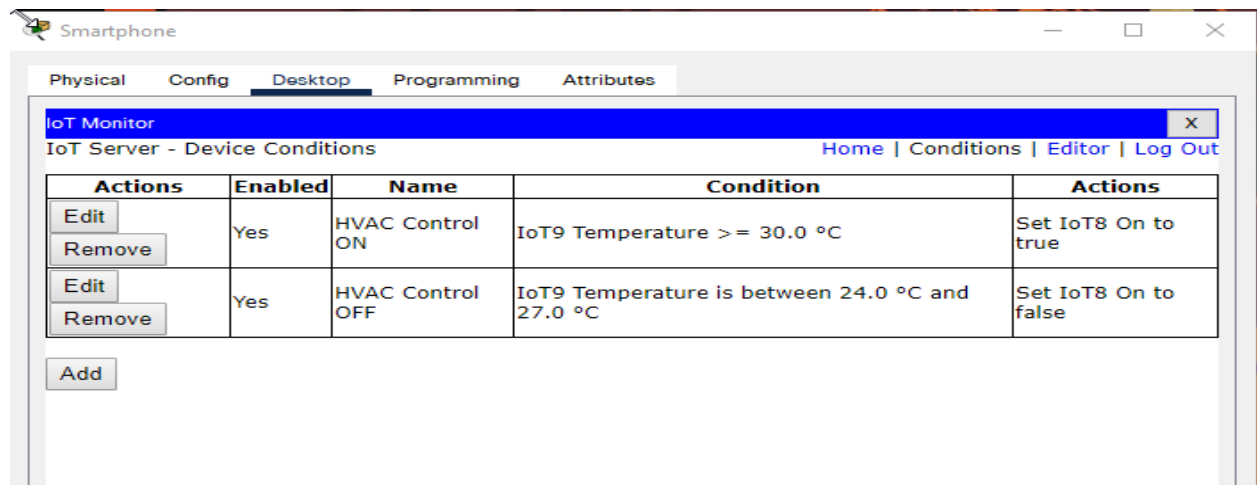 Smartphone
Physical Config Desktop Programming Attributes
IoT Monitor X
IoT Server - Device Conditions Home | Conditions | Editor | Log Out
Actions Enabled Name Condition Actions
Edit
Remove
Yes
HVAC Control
ON
IoT9 Temperature >= 30.0 °C
Set IoT8 On to
true
Edit
Remove
Yes
HVAC Control
OFF
IoT9 Temperature is between 24.0 °C and
27.0 °C
Set IoT8 On to
false
Add